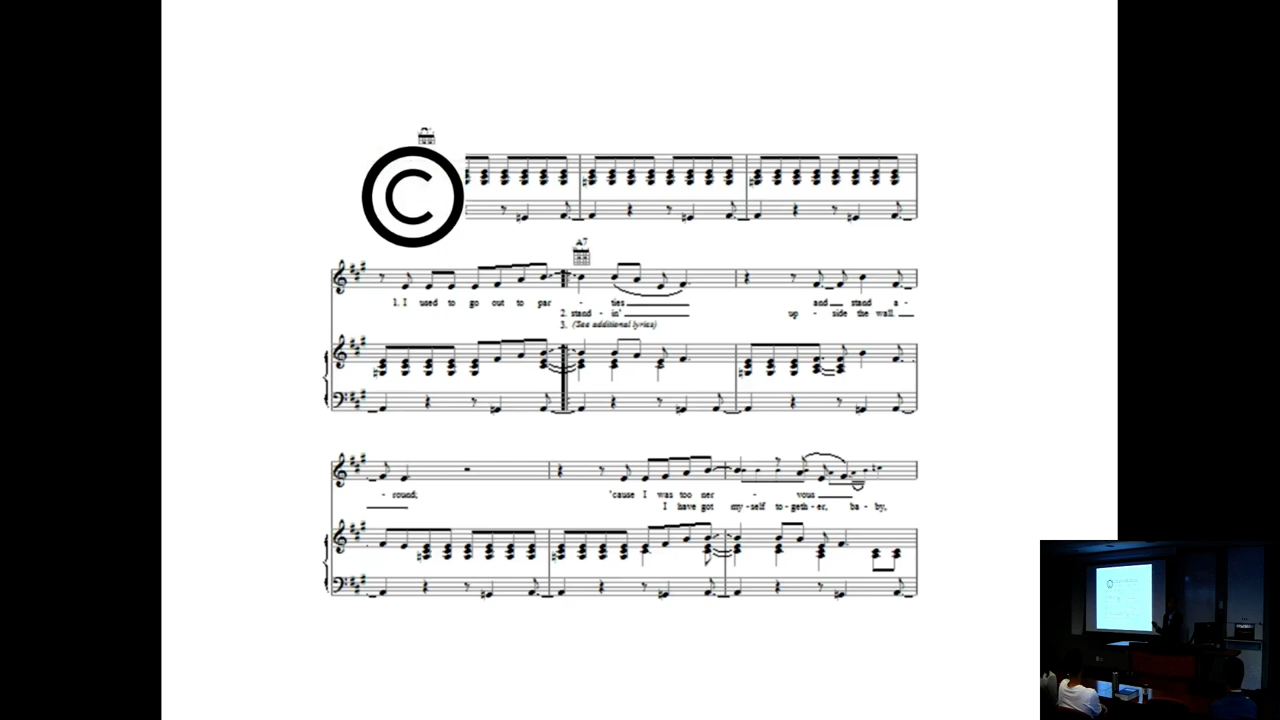 ©
A7
1. I used to go out to par - ties and stand a -
2. stand - in' up - side the wall.
3. (See additional lyrics)
- round; 'cause I was too ner - vous
I have got my - self to - geth - er, ba - by,